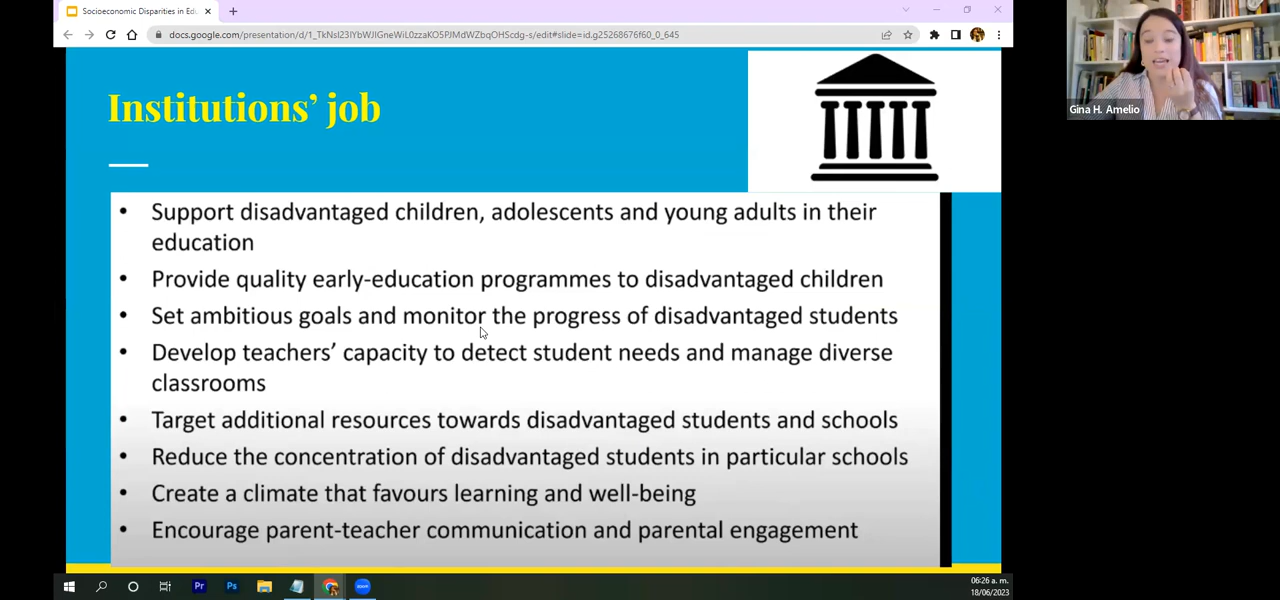 Socioeconomic Disparities in Edu
docs.google.com/presentation/d/1_TkNsI23IYbWJIGneWiL0zzaKO5PJMdWZbqOHScdg-s/edit#slide=id.g25268676f60_0_645
Gina H. Amelio
Institutions’ job
• Support disadvantaged children, adolescents and young adults in their
education
• Provide quality early-education programmes to disadvantaged children
• Set ambitious goals and monitor the progress of disadvantaged students
• Develop teachers’ capacity to detect student needs and manage diverse
classrooms
• Target additional resources towards disadvantaged students and schools
• Reduce the concentration of disadvantaged students in particular schools
• Create a climate that favours learning and well-being
• Encourage parent-teacher communication and parental engagement
Pr
Ps
zoom
06:26 a. m.
18/06/2023